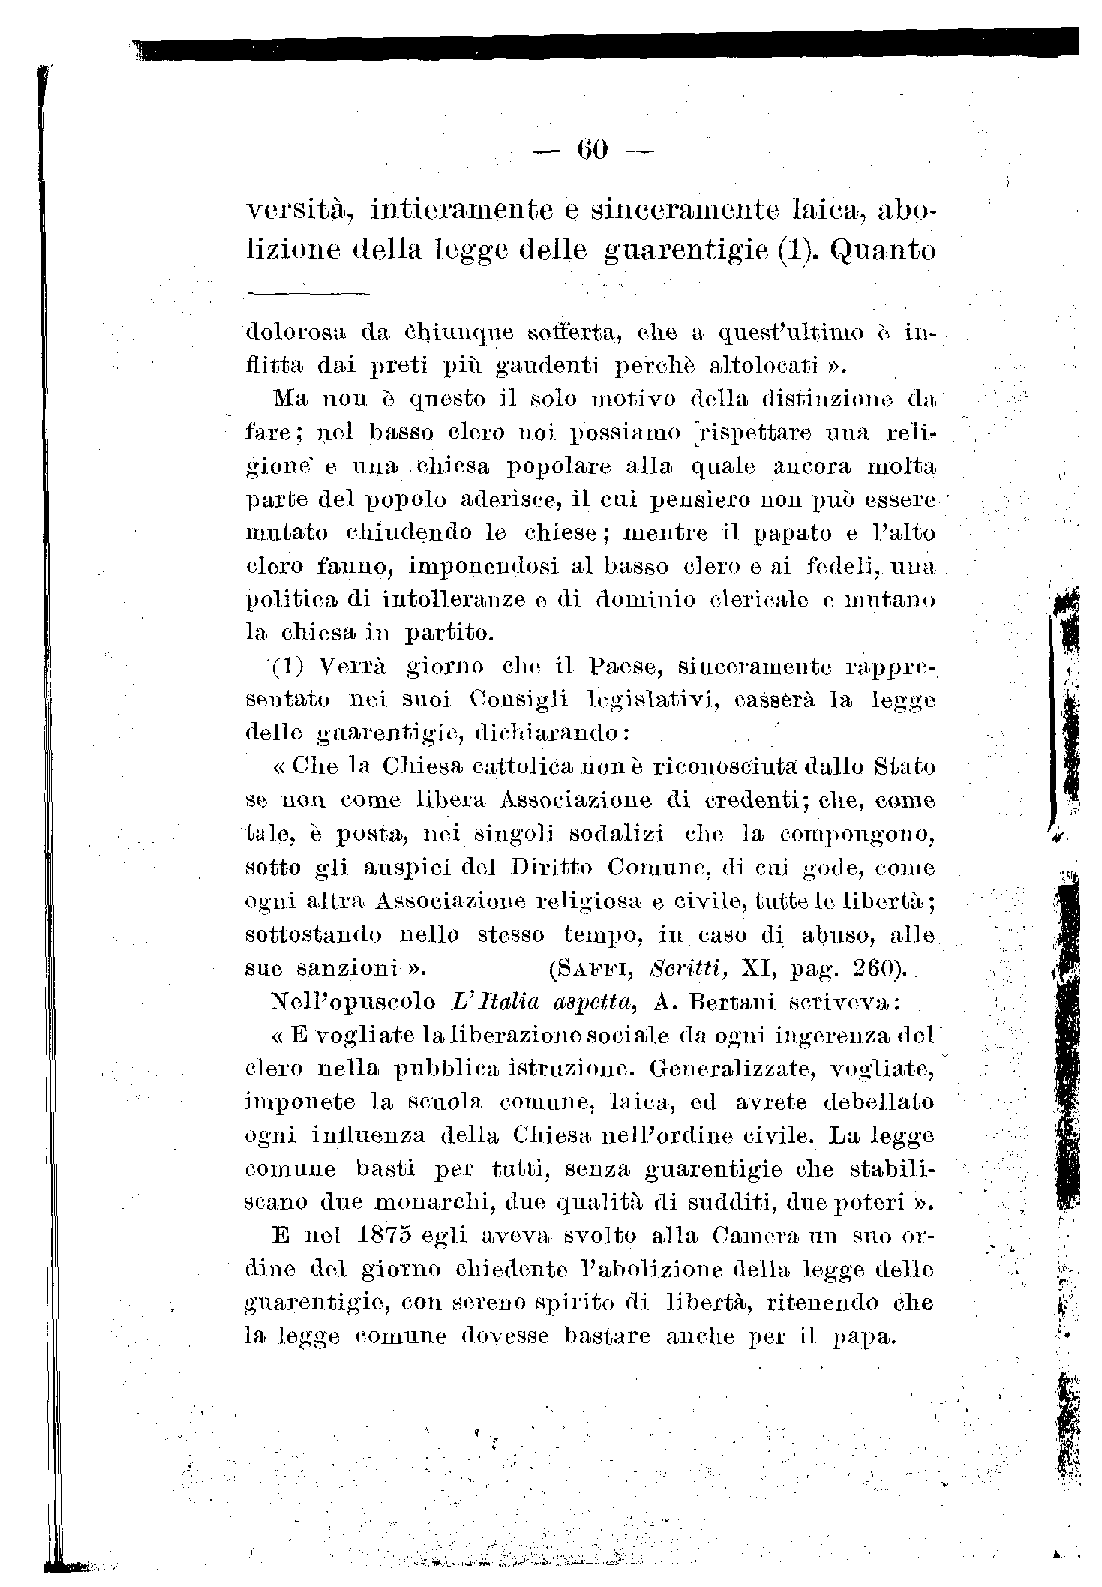 — 60 —
versità, intieramente e sinceramente laica, abo-
lizione della legge delle guarentigie (1). Quanto
dolorosa da chiunque sofferta, che a quest'ultimo è in-
flitta dai preti più gaudenti perchè altolocati ».
Ma non è questo il solo motivo della distinzione da
fare; nel basso clero noi possiamo rispettare una reli-
gione e una chiesa popolare alla quale ancora molta
parte del popolo aderisce, il cui pensiero non può essere
mutato chiudendo le chiese; mentre il papato e l'alto
clero fanno, imponendosi al basso clero e ai fedeli, una
politica di intolleranze e di dominio clericale e mutano
la chiesa in partito.
(1) Verrà giorno che il Paese, sinceramente rappre-
sentato nei suoi Consigli legislativi, casserà la legge
delle guarentigie, dichiarando:
« Che la Chiesa cattolica non è riconosciuta dallo Stato
se non come libera Associazione di credenti; che, come
tale, è posta, nei singoli sodalizi che la compongono,
sotto gli auspici del Diritto Comune, di cui gode, come
ogni altra Associazione religiosa e civile, tutte le libertà;
sottostando nello stesso tempo, in caso di abuso, alle
sue sanzioni ». (SAFFI, Scritti, XI, pag. 260).
Nell'opuscolo L'Italia aspetta, A. Bertani scriveva:
« E vogliate la liberazione sociale da ogni ingerenza del
clero nella pubblica istruzione. Generalizzate, vogliate,
imponete la scuola comune, laica, ed avrete debellato
ogni influenza della Chiesa nell'ordine civile. La legge
comune basti per tutti, senza guarentigie che stabili-
scano due monarchi, due qualità di sudditi, due poteri ».
E nel 1875 egli aveva svolto alla Camera un suo or-
dine del giorno chiedente l'abolizione della legge delle
guarentigie, con sereno spirito di libertà, ritenendo che
la legge comune dovesse bastare anche per il papa.